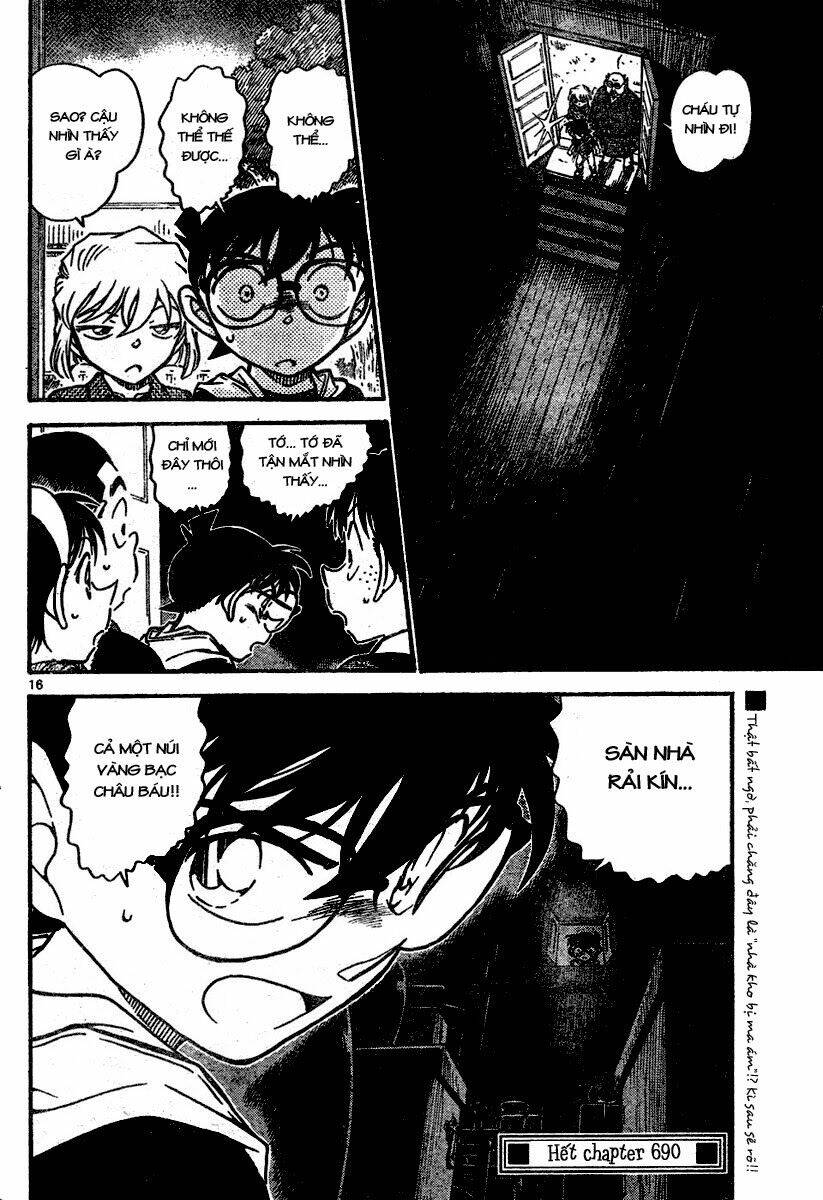 CHÁU TỰ
NHÌN ĐI!
KHÔNG
THỂ...
KHÔNG
THỂ THẾ
ĐƯỢC...
SAO? CẬU
NHÌN THẤY
GÌ À?
TỚ... TỚ ĐÃ
TẬN MẮT NHÌN
THẤY...
CHỈ MỚI
ĐÂY THÔI
...
16
SÀN NHÀ
RẢI KÍN...
CẢ MỘT NÚI
VÀNG BẠC
CHÂU BÁU!!
Thật bất ngờ, phải chăng đây là "nhà kho bị ma ám"!? Kì sau sẽ rõ!!
Hết chapter 690